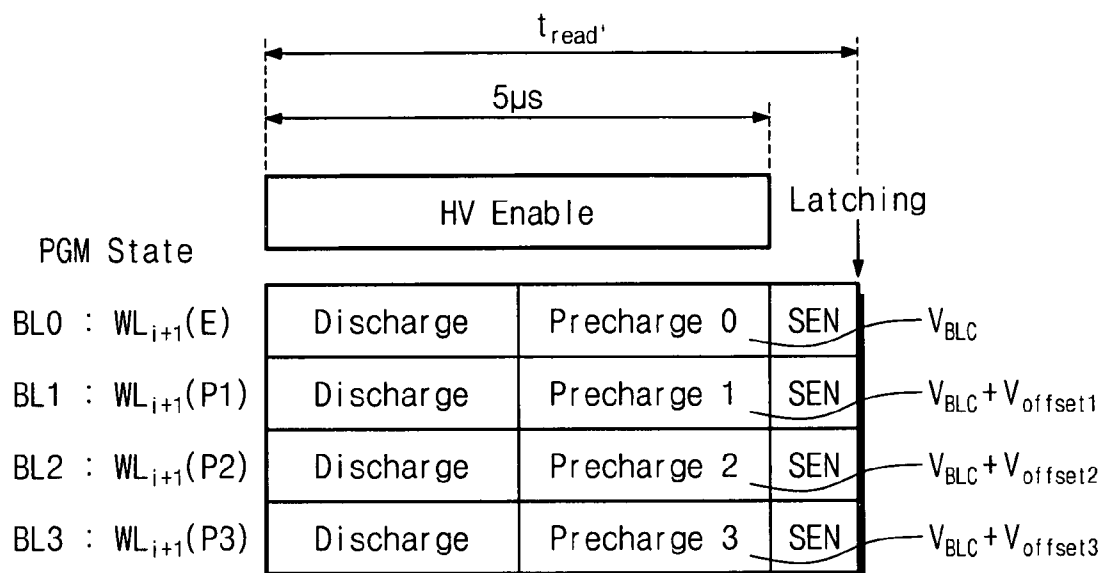 t_read'
5µs
HV Enable
Latching
PGM State
BL0 : WL_i+1(E) Discharge Precharge 0 SEN V_BLC
BL1 : WL_i+1(P1) Discharge Precharge 1 SEN V_BLC+V_offset1
BL2 : WL_i+1(P2) Discharge Precharge 2 SEN V_BLC+V_offset2
BL3 : WL_i+1(P3) Discharge Precharge 3 SEN V_BLC+V_offset3